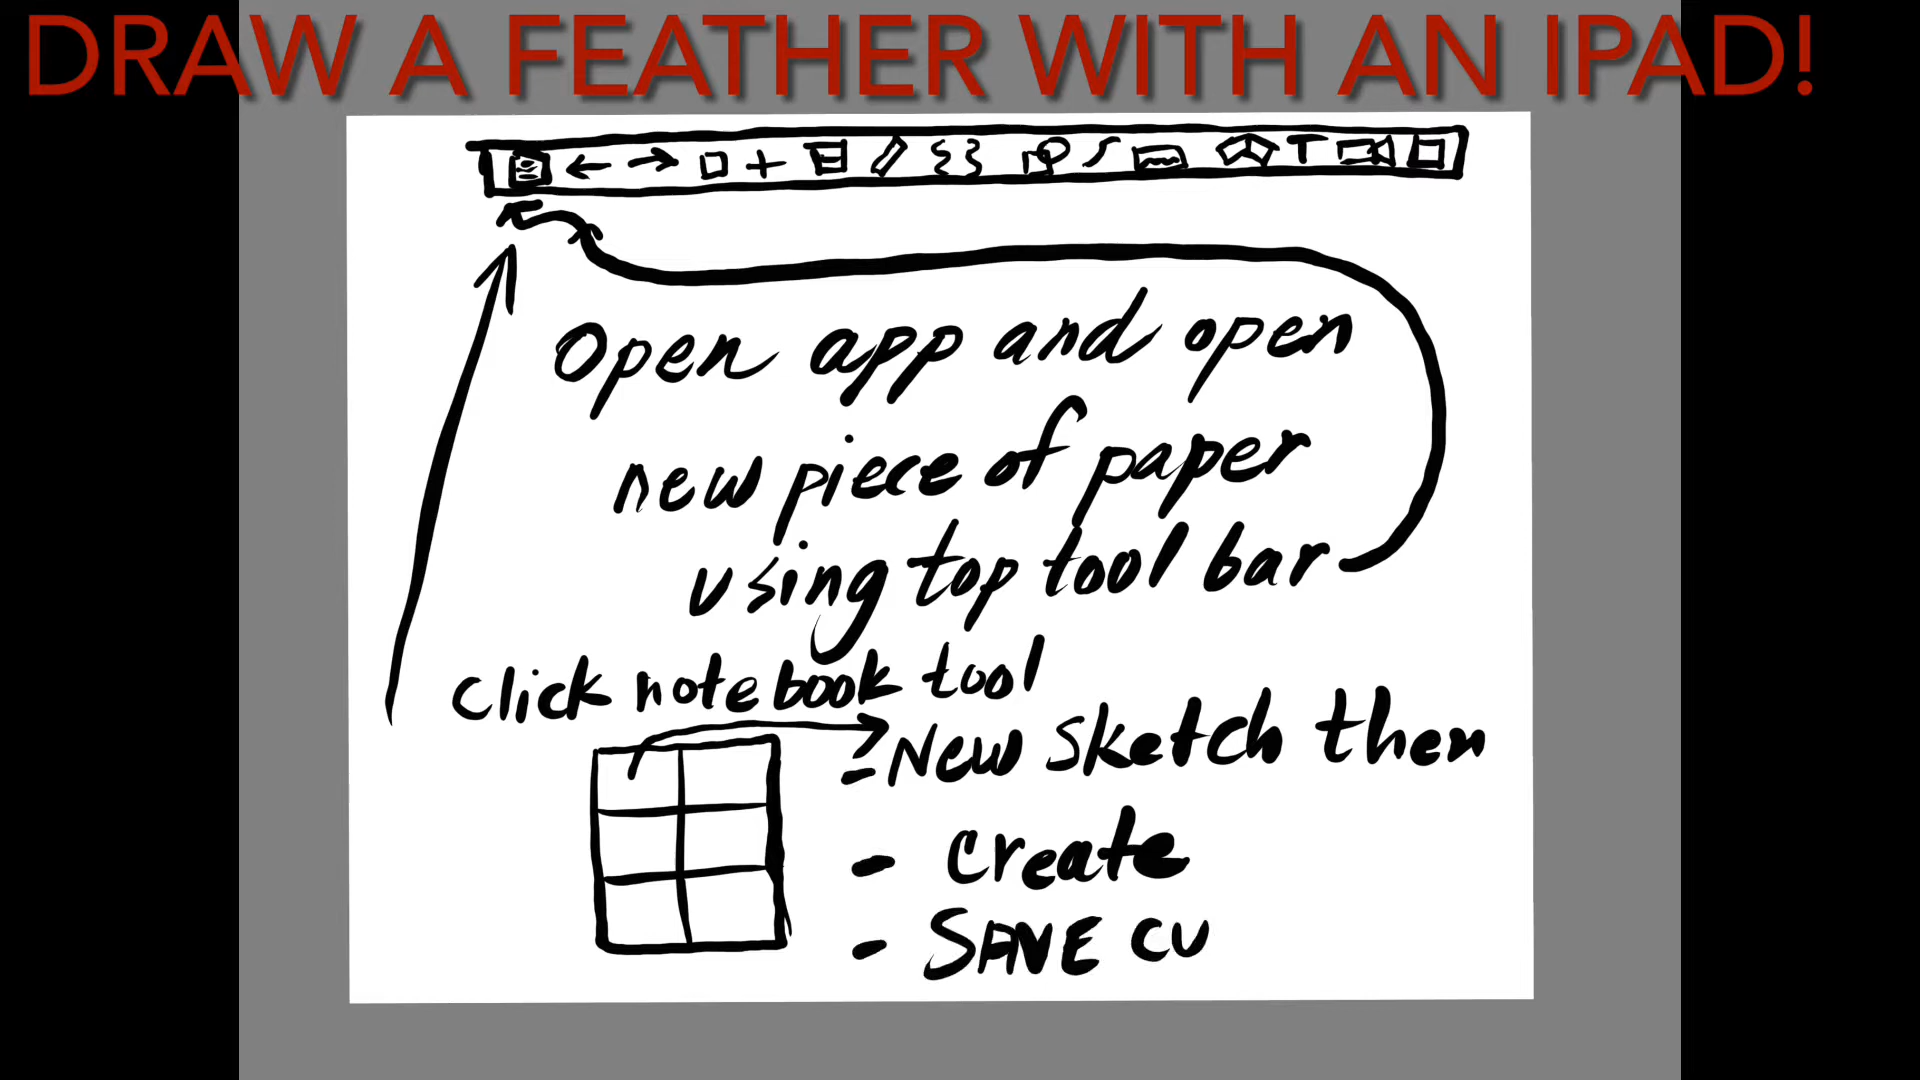 DRAW A FEATHER WITH AN IPAD!
Open app and open
new piece of paper
using top tool bar
Click notebook tool
- New Sketch then
- Create
- SAVE CU